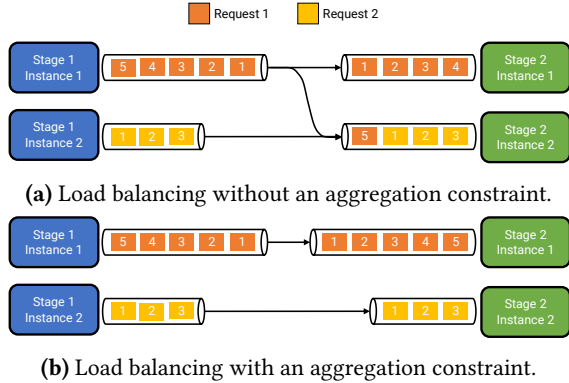 Request 1 Request 2
Stage 1 Instance 1 5 4 3 2 1 1 2 3 4 Stage 2 Instance 1
Stage 1 Instance 2 1 2 3 5 1 2 3 Stage 2 Instance 2
(a) Load balancing without an aggregation constraint.
Stage 1 Instance 1 5 4 3 2 1 1 2 3 4 5 Stage 2 Instance 1
Stage 1 Instance 2 1 2 3 1 2 3 Stage 2 Instance 2
(b) Load balancing with an aggregation constraint.